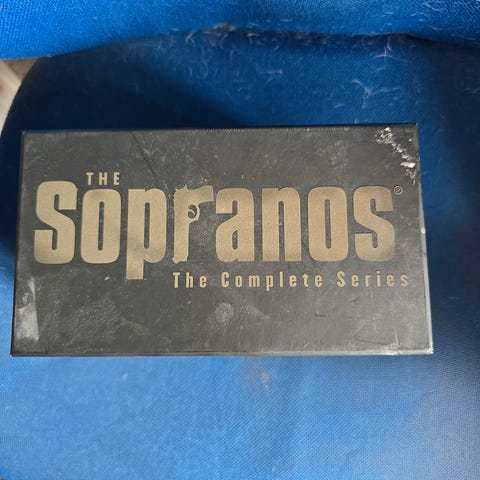 THE
Sopranos®
The Complete Series